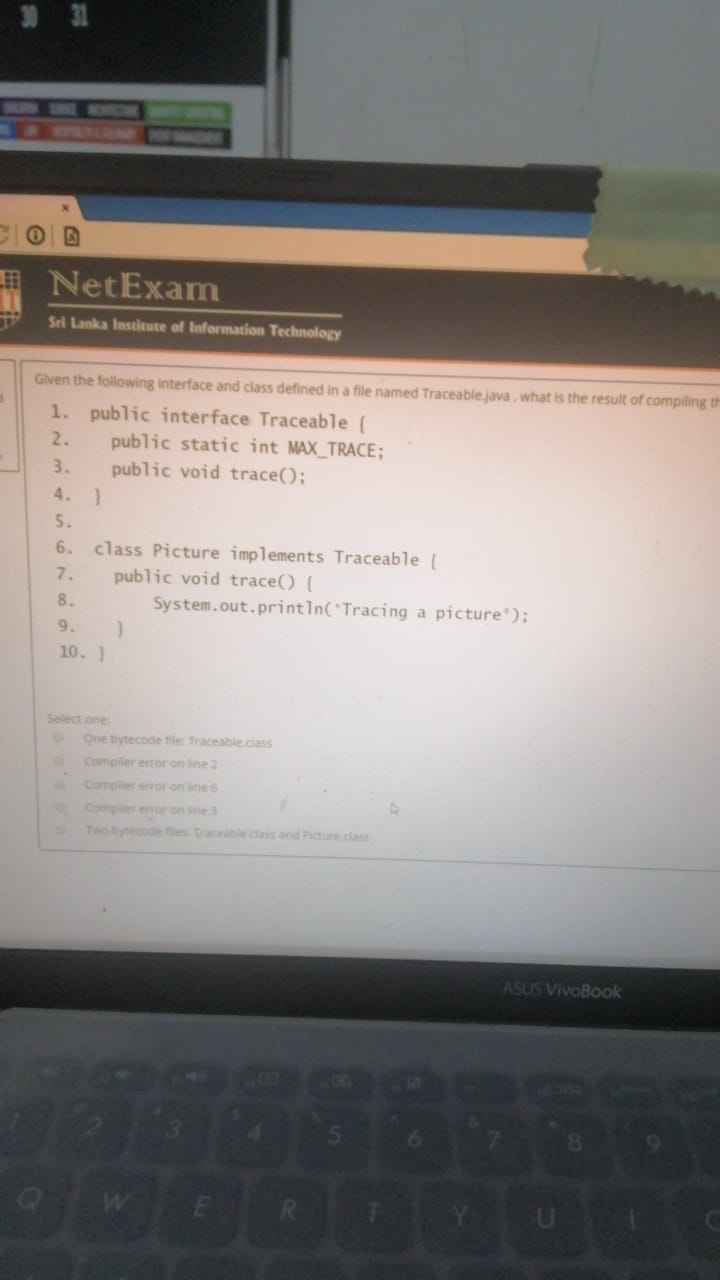 30 31
NetExam
Sri Lanka Institute of Information Technology
Given the following interface and class defined in a file named Traceable.java , what is the result of compiling
1. public interface Traceable {
2. public static int MAX_TRACE;
3. public void trace();
4. }
5.
6. class Picture implements Traceable {
7. public void trace() {
8. System.out.println("Tracing a picture");
9. }
10. }
Select one:
One bytecode file: Traceable.class
Compiler error on line 2
Compiler error on line 6
Compiler error on line 3
Two bytecode files: Traceable.class and Picture.class
ASUS VivoBook
2 3 4 5 6 7 8 9
Q W E R T Y U I